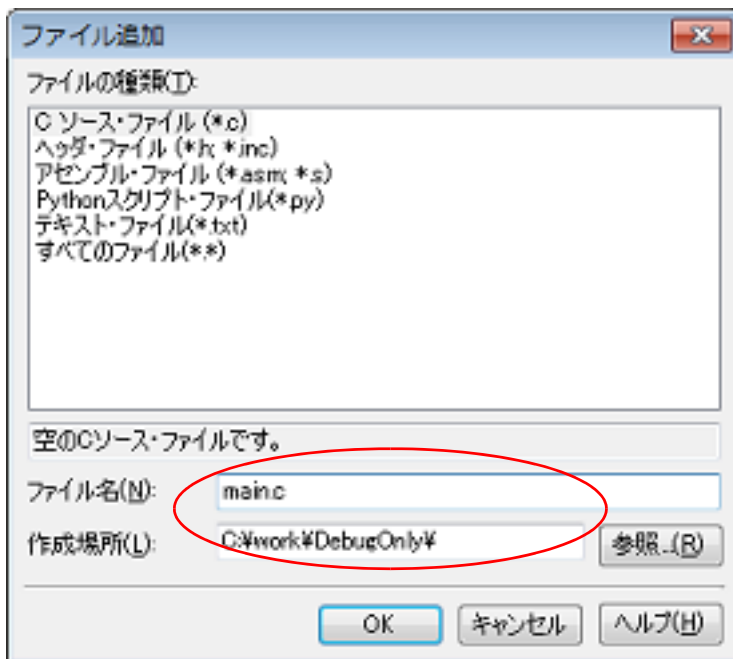 ファイル追加
ファイルの種類(T):
C ソース・ファイル (*.c)
ヘッダ・ファイル (*.h; *.inc)
アセンブル・ファイル (*.asm; *.s)
Pythonスクリプト・ファイル(*.py)
テキスト・ファイル(*.txt)
すべてのファイル(*.*)
空のCソース・ファイルです。
ファイル名(N): main.c
作成場所(L): C:¥work¥DebugOnly¥ 参照...(R)
OK キャンセル ヘルプ(H)